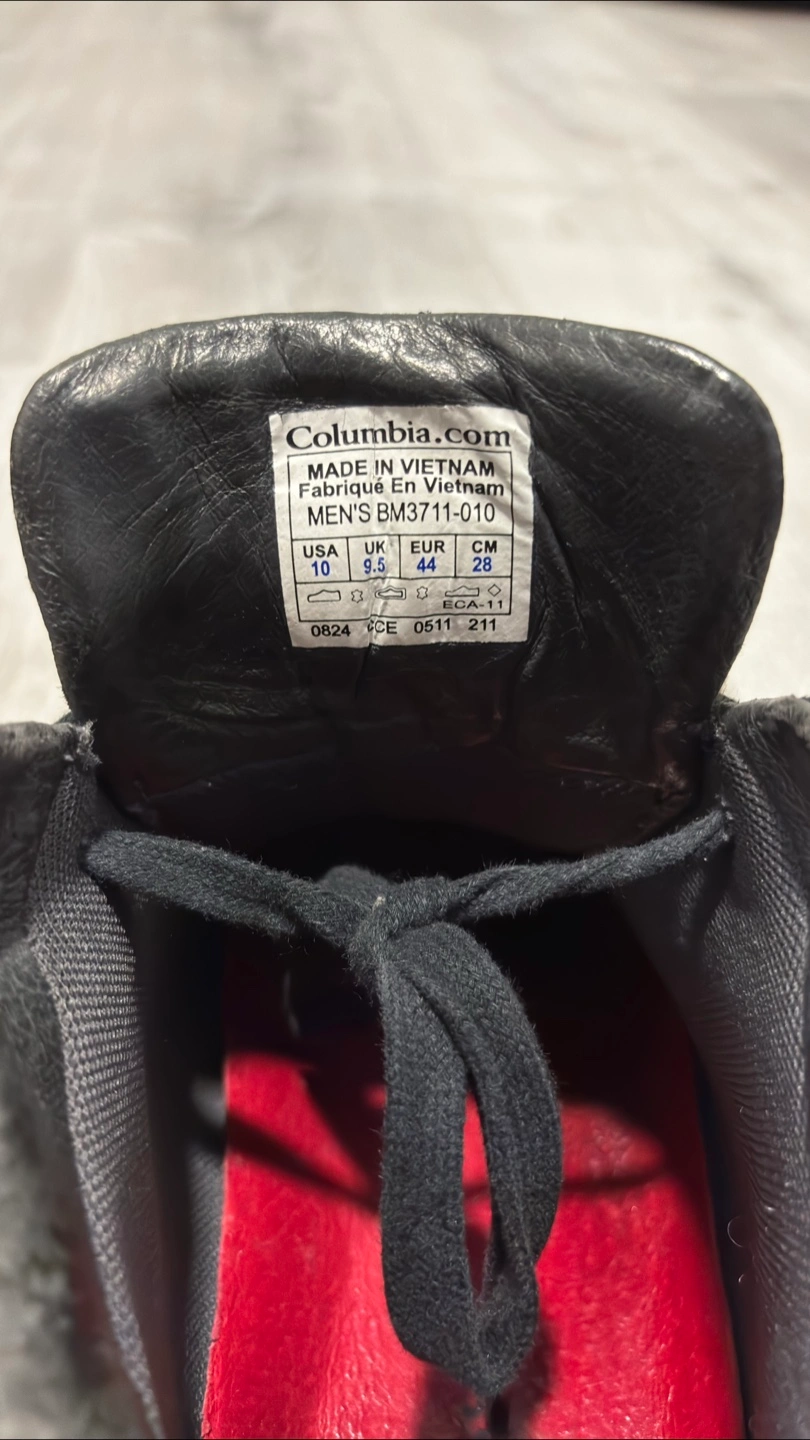 Columbia.com
MADE IN VIETNAM
Fabriqué En Vietnam
MEN'S BM3711-010
USA UK EUR CM
10 9.5 44 28
ECA-11
0824 0511 211